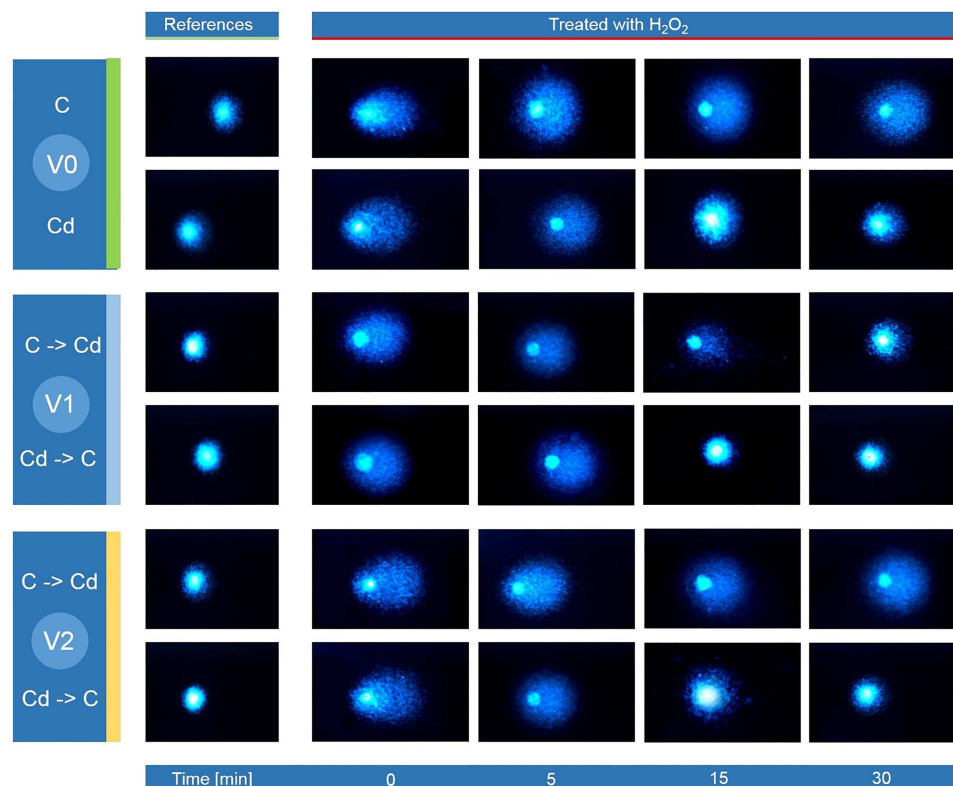 References
Treated with H₂O₂
C
V0
Cd
C -> Cd
V1
Cd -> C
C -> Cd
V2
Cd -> C
Time [min] 0 5 15 30